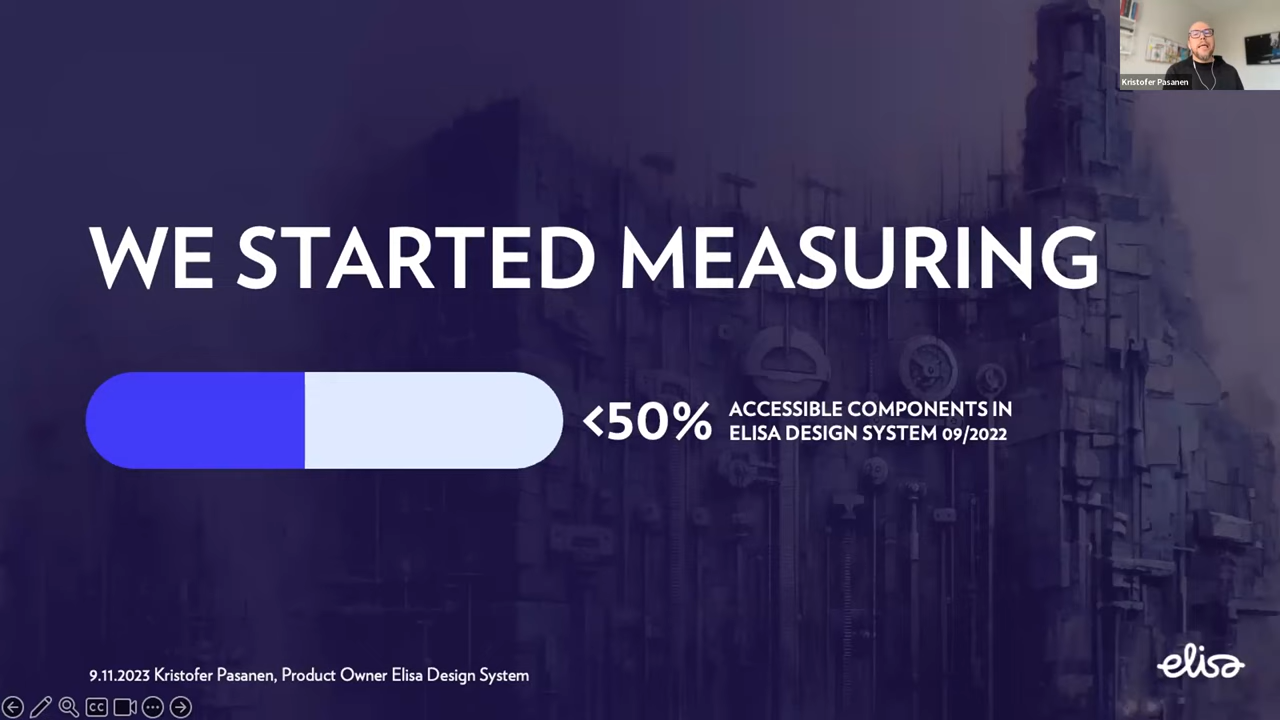 Kristofer Pasanen
WE STARTED MEASURING
<50%
ACCESSIBLE COMPONENTS IN
ELISA DESIGN SYSTEM 09/2022
9.11.2023 Kristofer Pasanen, Product Owner Elisa Design System
elisa
CC